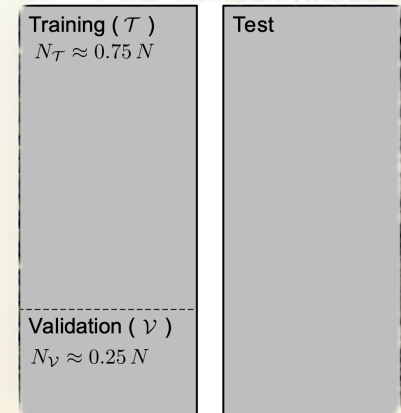 Training ( 𝒯 )
N_𝒯 ≈ 0.75 N
Validation ( 𝒱 )
N_𝒱 ≈ 0.25 N
Test